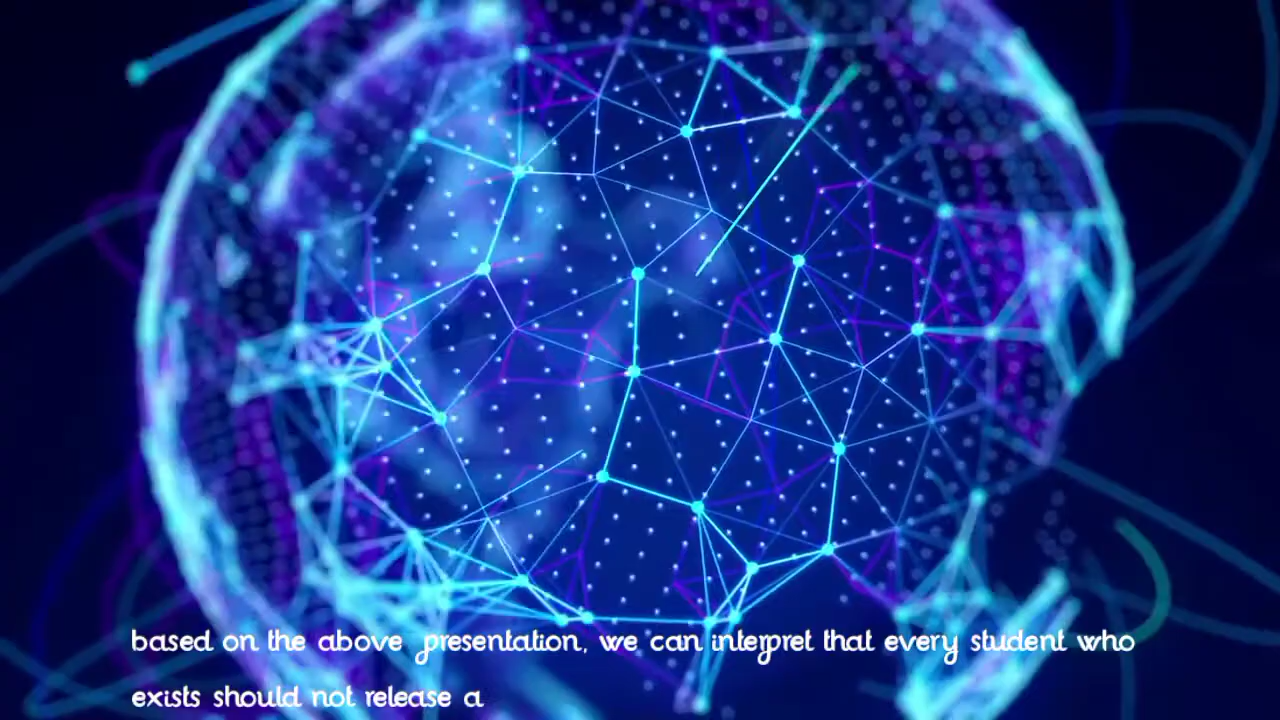 based on the above presentation, we can interpret that every student who
exists should not release a